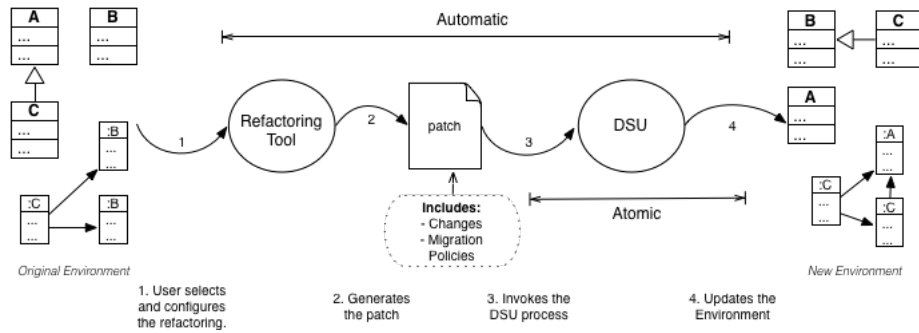 A
...
...
B
...
...
C
...
...
:B
...
...
:C
...
...
:B
...
...
Original Environment
Automatic
1
Refactoring
Tool
2
patch
3
DSU
4
Includes:
- Changes
- Migration
Policies
Atomic
B
...
...
C
...
...
A
...
...
:A
...
...
:C
...
...
:C
...
...
New Environment
1. User selects
and configures
the refactoring.
2. Generates
the patch
3. Invokes the
DSU process
4. Updates the
Environment